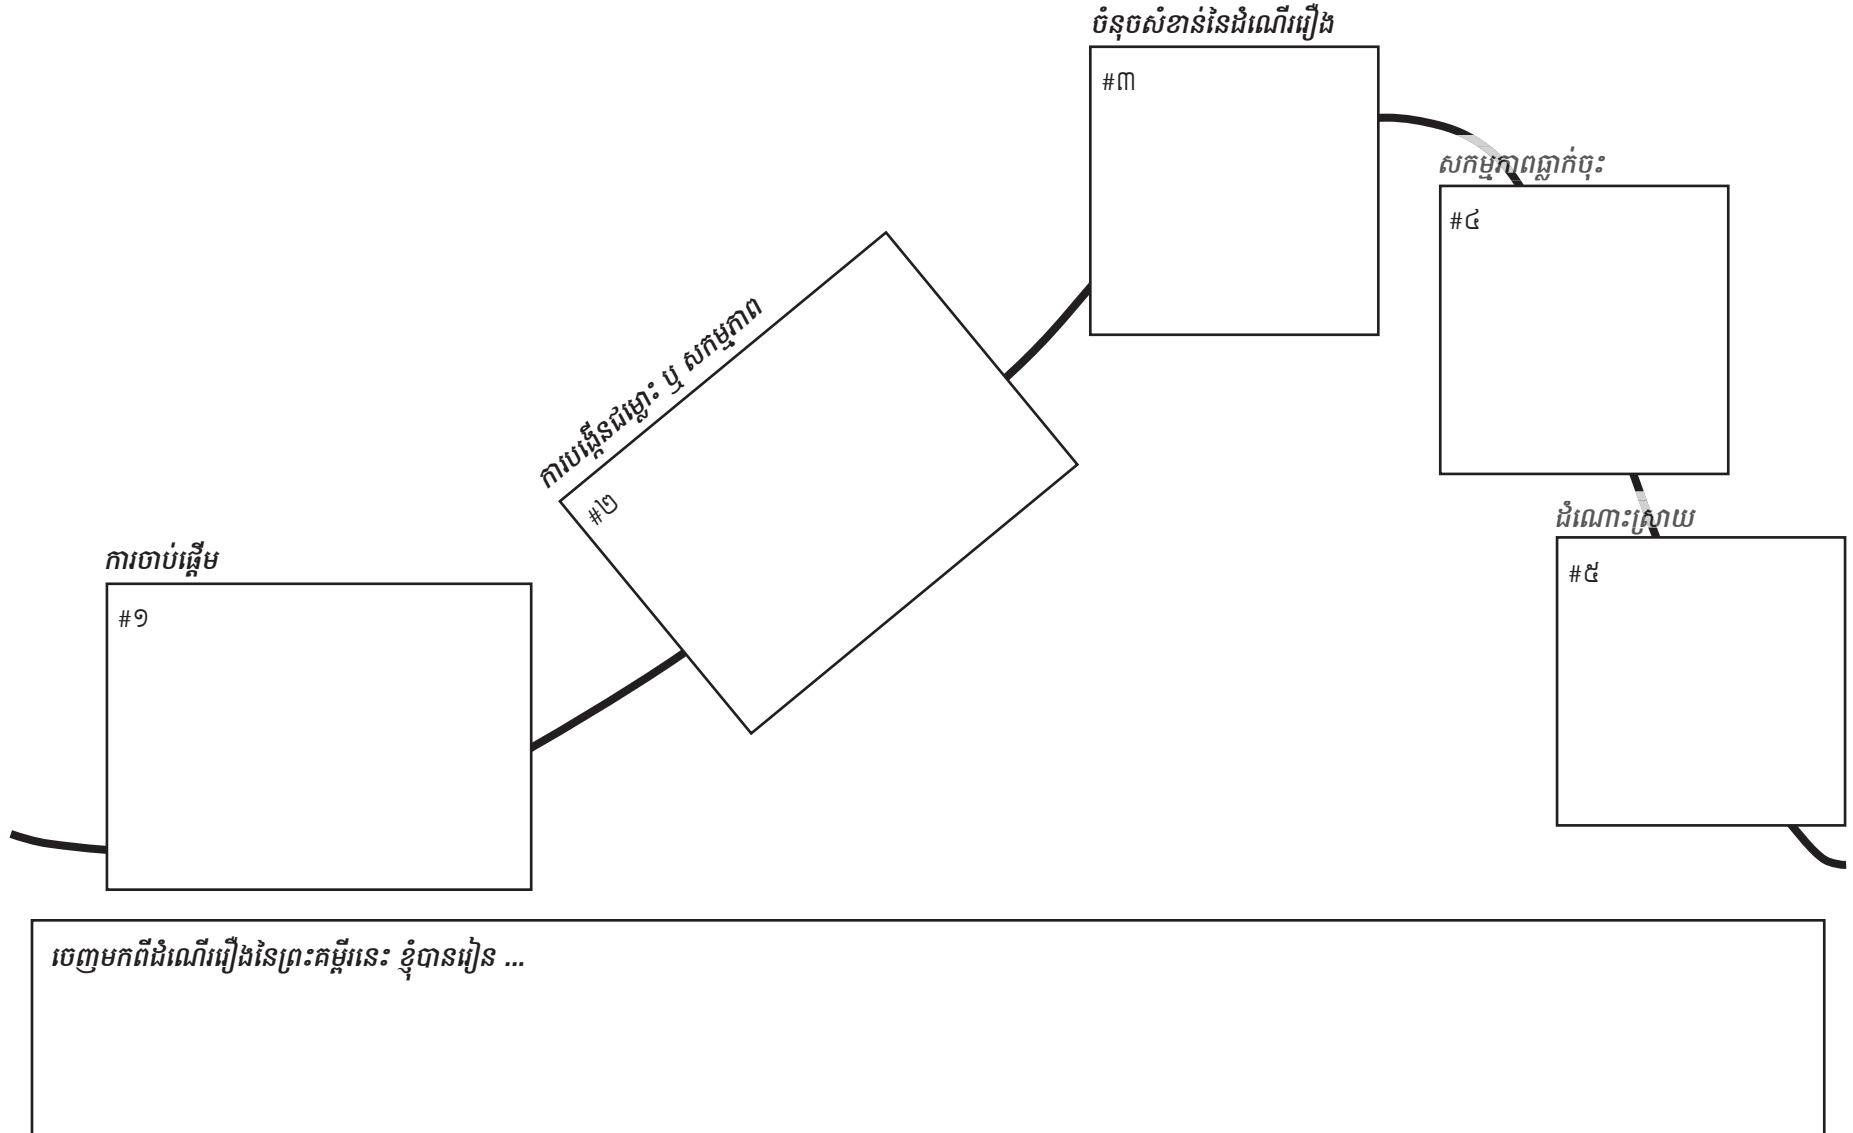 ចំនុចសំខាន់នៃដំណើររឿង
#៣
សកម្មភាពធ្លាក់ចុះ
#៤
ការបង្កើនជម្លោះ ឬ សកម្មភាព
#២
ដំណោះស្រាយ
#៥
ការចាប់ផ្ដើម
#១
ចេញមកពីដំណើររឿងនៃព្រះគម្ពីរនេះ ខ្ញុំបានរៀន ...